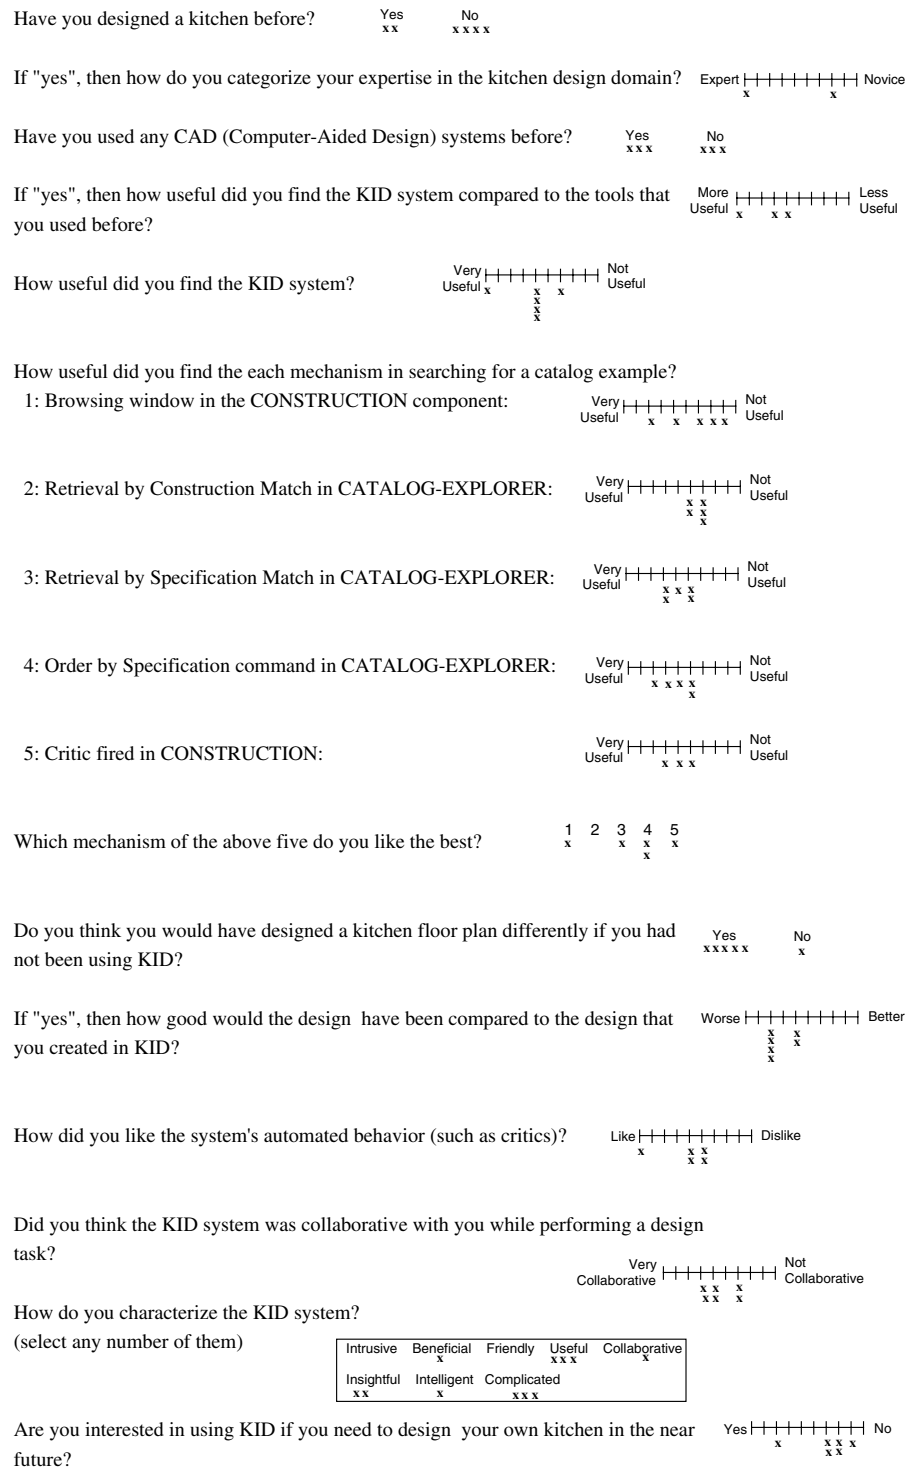 Have you designed a kitchen before? Yes No
x x x x x x
If "yes", then how do you categorize your expertise in the kitchen design domain? Expert Novice
x x
Have you used any CAD (Computer-Aided Design) systems before? Yes No
x x x x x x
If "yes", then how useful did you find the KID system compared to the tools that More Useful Less Useful
you used before? x x x
How useful did you find the KID system? Very Useful Not Useful
x x x
x
x
x
How useful did you find the each mechanism in searching for a catalog example?
1: Browsing window in the CONSTRUCTION component: Very Useful Not Useful
x x x x x
2: Retrieval by Construction Match in CATALOG-EXPLORER: Very Useful Not Useful
x x
x x
x
3: Retrieval by Specification Match in CATALOG-EXPLORER: Very Useful Not Useful
x x x
x x
4: Order by Specification command in CATALOG-EXPLORER: Very Useful Not Useful
x x x x
x
5: Critic fired in CONSTRUCTION: Very Useful Not Useful
x x x
Which mechanism of the above five do you like the best? 1 2 3 4 5
x x x x
x
Do you think you would have designed a kitchen floor plan differently if you had Yes No
not been using KID? x x x x x x
If "yes", then how good would the design have been compared to the design that Worse Better
you created in KID? x x
x x
x
x
How did you like the system's automated behavior (such as critics)? Like Dislike
x x x
x x
Did you think the KID system was collaborative with you while performing a design
task?
Very Collaborative Not Collaborative
x x x
x x x
How do you characterize the KID system?
(select any number of them)
Intrusive Beneficial Friendly Useful Collaborative
x x x x x
Insightful Intelligent Complicated
x x x x x x
Are you interested in using KID if you need to design your own kitchen in the near Yes No
future? x x x x
x x